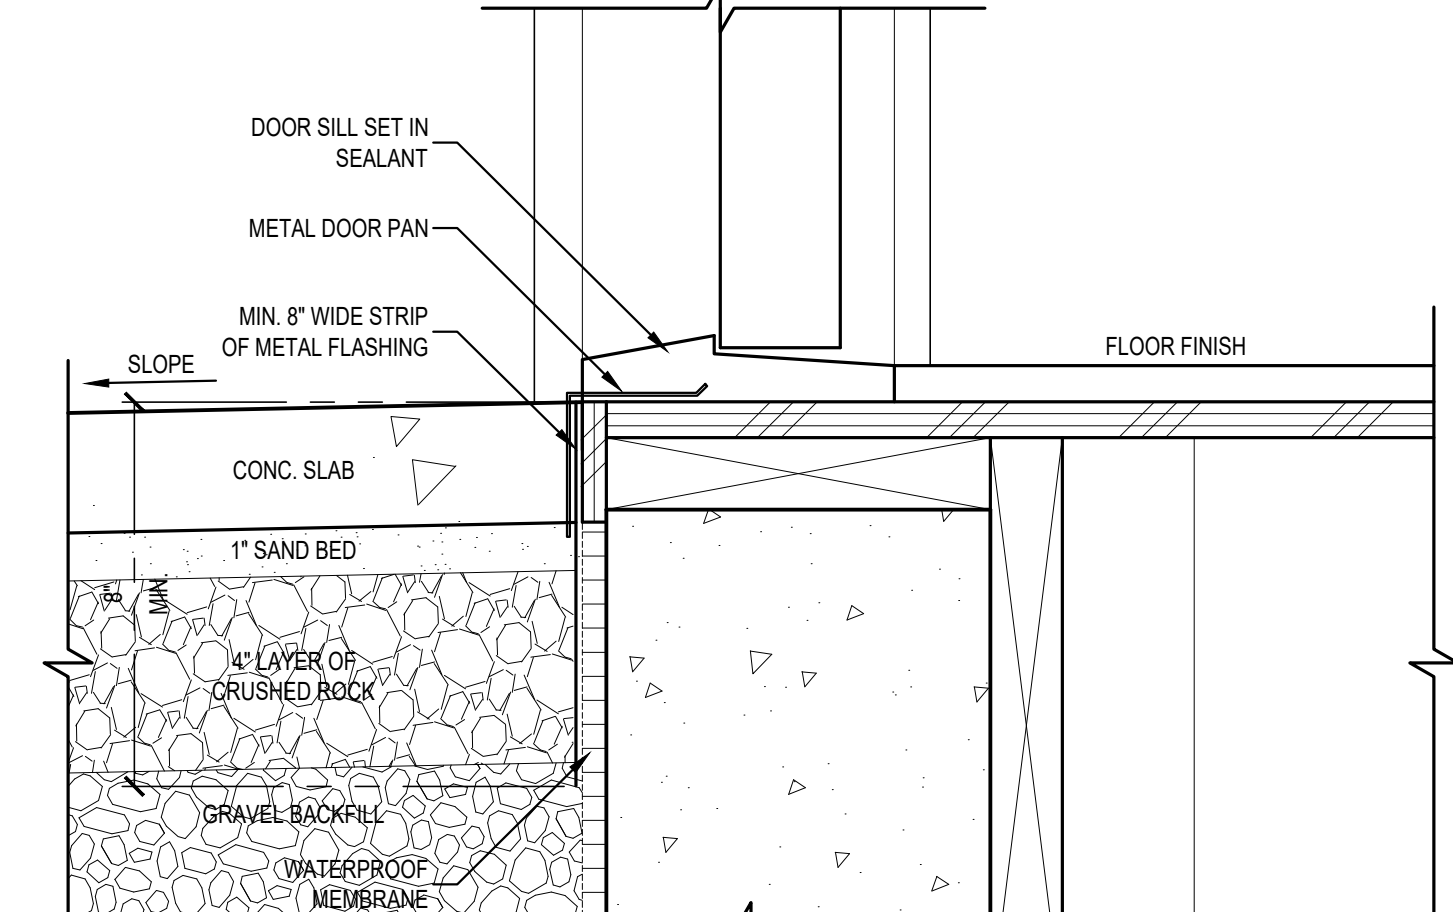 DOOR SILL SET IN
SEALANT
METAL DOOR PAN
MIN. 8" WIDE STRIP
OF METAL FLASHING
FLOOR FINISH
SLOPE
CONC. SLAB
1" SAND BED
8"
MIN.
4" LAYER OF
CRUSHED ROCK
GRAVEL BACKFILL
WATERPROOF
MEMBRANE